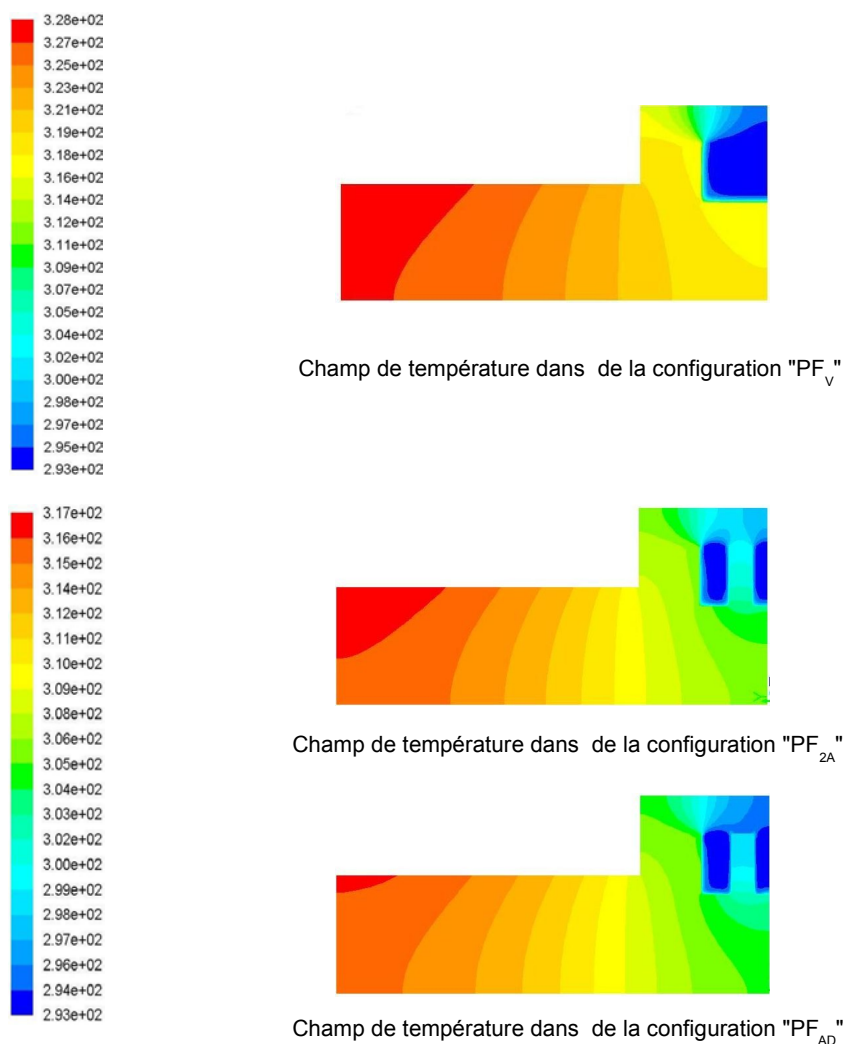 3.28e+02
3.27e+02
3.25e+02
3.23e+02
3.21e+02
3.19e+02
3.18e+02
3.16e+02
3.14e+02
3.12e+02
3.11e+02
3.09e+02
3.07e+02
3.05e+02
3.04e+02
3.02e+02
3.00e+02
2.98e+02
2.97e+02
2.95e+02
2.93e+02
Champ de température dans de la configuration "PF_V"
3.17e+02
3.16e+02
3.15e+02
3.14e+02
3.12e+02
3.11e+02
3.10e+02
3.09e+02
3.08e+02
3.06e+02
3.05e+02
3.04e+02
3.03e+02
3.02e+02
3.00e+02
2.99e+02
2.98e+02
2.97e+02
2.96e+02
2.94e+02
2.93e+02
Champ de température dans de la configuration "PF_2A"
Champ de température dans de la configuration "PF_AD"